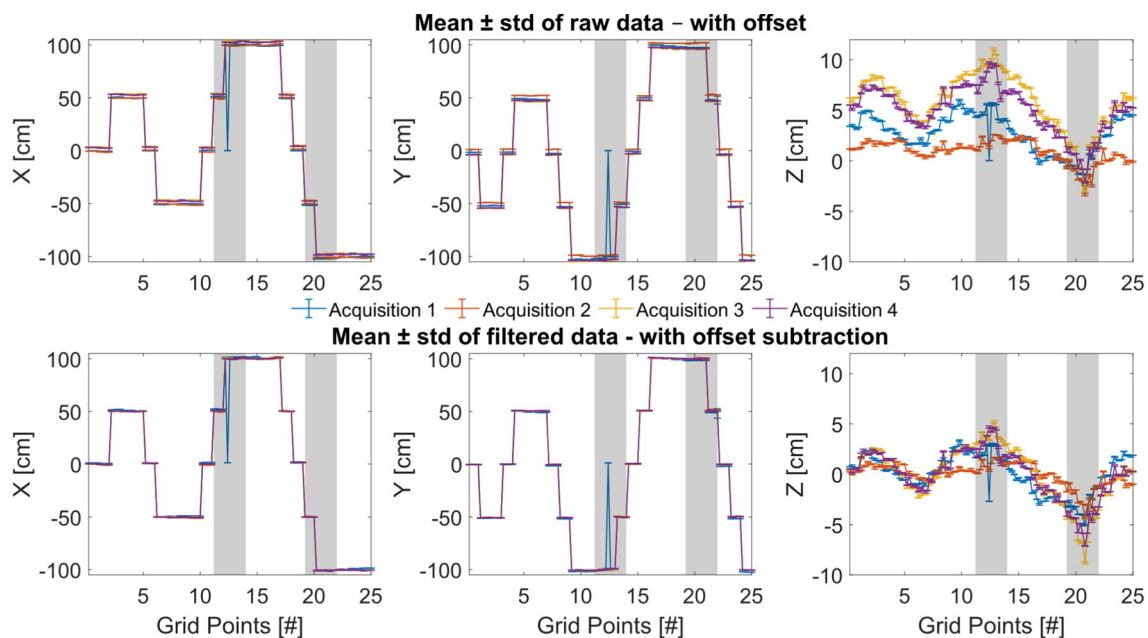 Mean ± std of raw data - with offset
X [cm]
100
50
0
-50
-100
5 10 15 20 25
Y [cm]
100
50
0
-50
-100
5 10 15 20 25
Z [cm]
10
5
0
-5
-10
5 10 15 20 25
Acquisition 1 Acquisition 2 Acquisition 3 Acquisition 4
Mean ± std of filtered data - with offset subtraction
X [cm]
100
50
0
-50
-100
5 10 15 20 25
Grid Points [#]
Y [cm]
100
50
0
-50
-100
5 10 15 20 25
Grid Points [#]
Z [cm]
10
5
0
-5
-10
5 10 15 20 25
Grid Points [#]